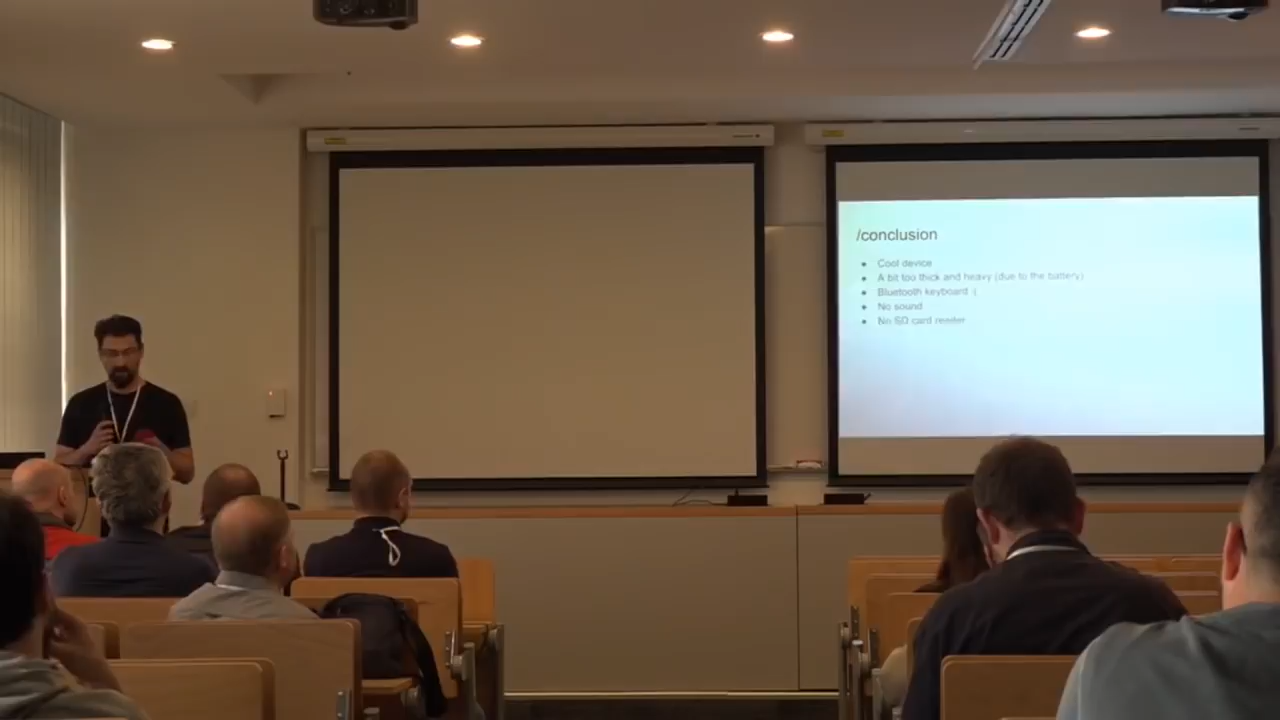 /conclusion
Cool device
A bit too thick and heavy (due to the battery)
Bluetooth keyboard :(
No sound
No SD card reader